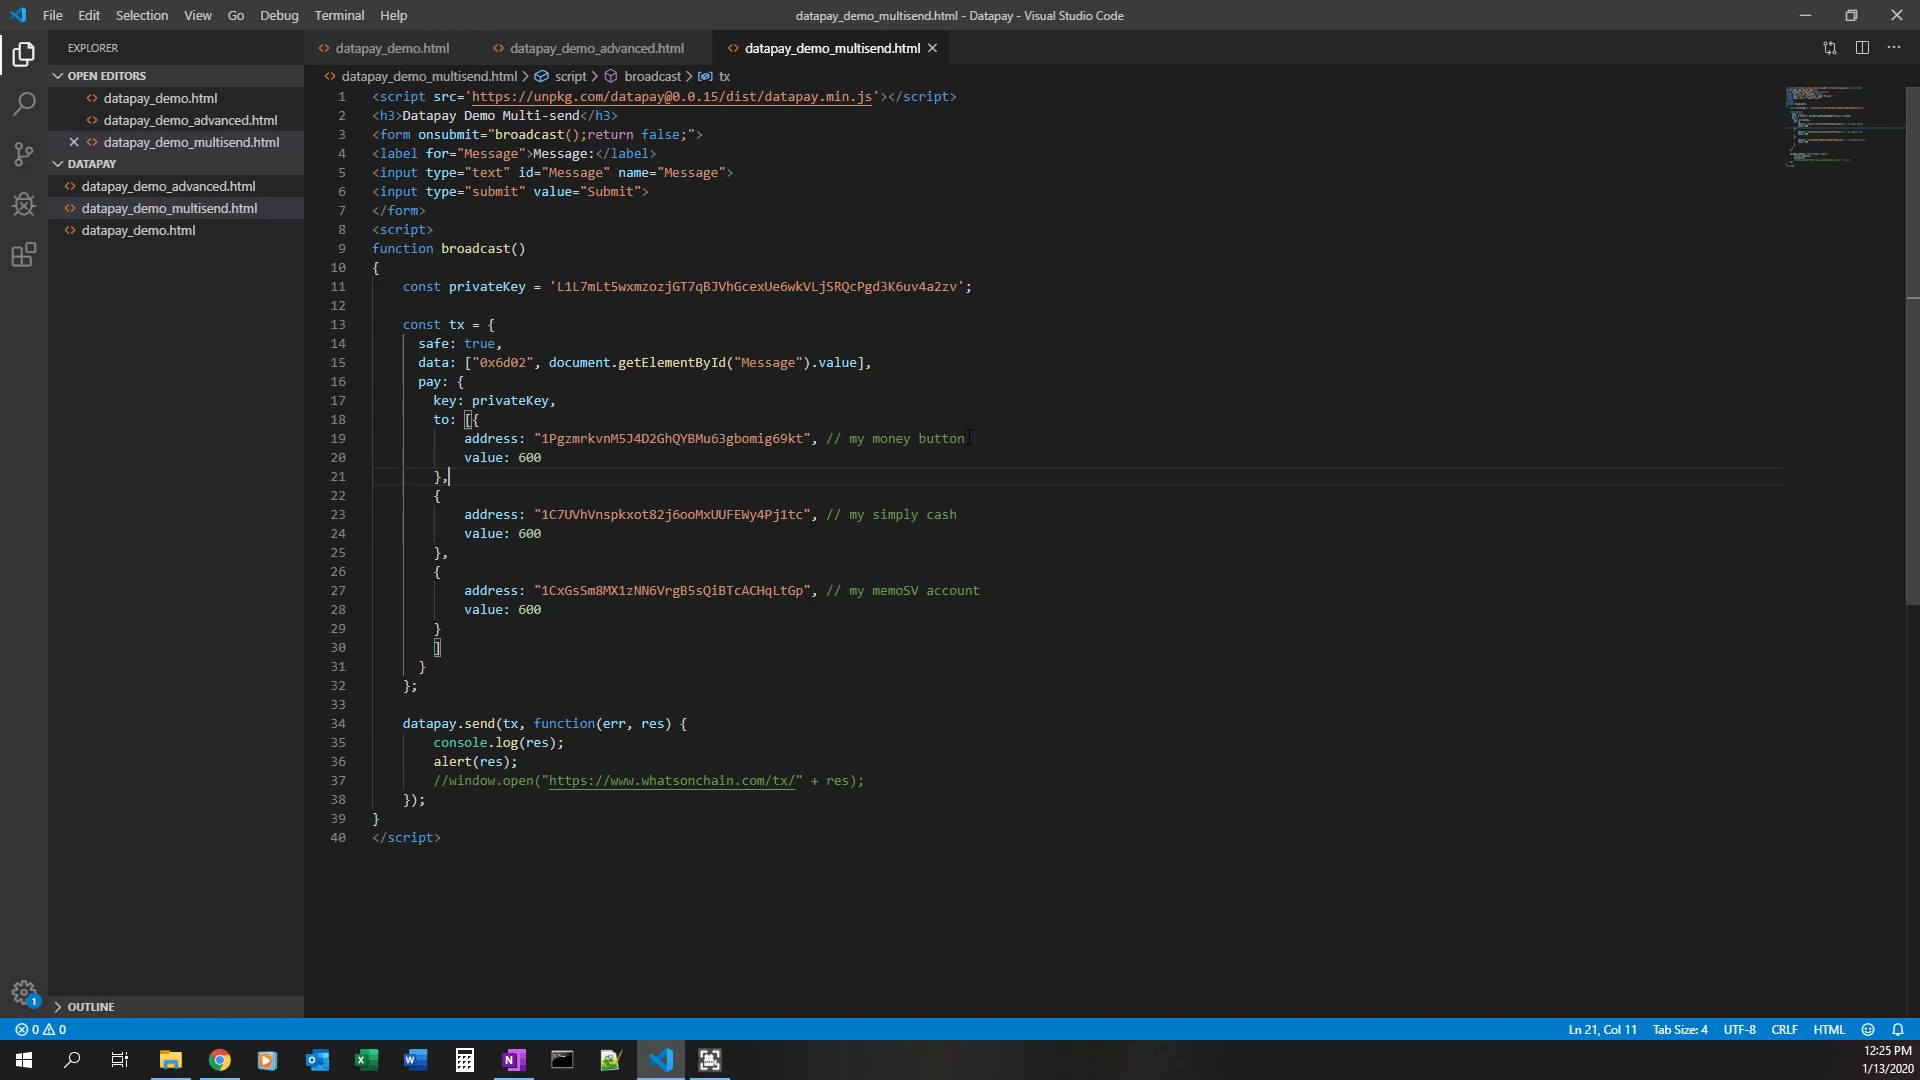 File Edit Selection View Go Debug Terminal Help
datapay_demo_multisend.html - Datapay - Visual Studio Code
EXPLORER
OPEN EDITORS
datapay_demo.html
datapay_demo_advanced.html
datapay_demo_multisend.html
DATAPAY
datapay_demo_advanced.html
datapay_demo_multisend.html
datapay_demo.html
OUTLINE
datapay_demo.html datapay_demo_advanced.html datapay_demo_multisend.html
datapay_demo_multisend.html > script > broadcast > tx
1 <script src='https://unpkg.com/datapay@0.0.15/dist/datapay.min.js'></script>
2 <h3>Datapay Demo Multi-send</h3>
3 <form onsubmit="broadcast();return false;">
4 <label for="Message">Message:</label>
5 <input type="text" id="Message" name="Message">
6 <input type="submit" value="Submit">
7 </form>
8 <script>
9 function broadcast()
10 {
11 const privateKey = 'L1L7mLt5wxmzozjGT7qBJVhGcexUe6wkVLjSRQcPgd3K6uv4a2zv';
12
13 const tx = {
14 safe: true,
15 data: ["0x6d02", document.getElementById("Message").value],
16 pay: {
17 key: privateKey,
18 to: [{
19 address: "1PgzmrkvnM5J4D2GhQYBMu63gbomig69kt", // my money button
20 value: 600
21 },
22 {
23 address: "1C7UVhVnspkxot82j6ooMxUUFEWy4Pj1tc", // my simply cash
24 value: 600
25 },
26 {
27 address: "1CxGsSm8MX1zNN6VrgB5sQiBTcACHqLtGp", // my memoSV account
28 value: 600
29 }
30 ]
31 }
32 };
33
34 datapay.send(tx, function(err, res) {
35 console.log(res);
36 alert(res);
37 //window.open("https://www.whatsonchain.com/tx/" + res);
38 });
39 }
40 </script>
1
0 0
Ln 21, Col 11 Tab Size: 4 UTF-8 CRLF HTML
12:25 PM
1/13/2020